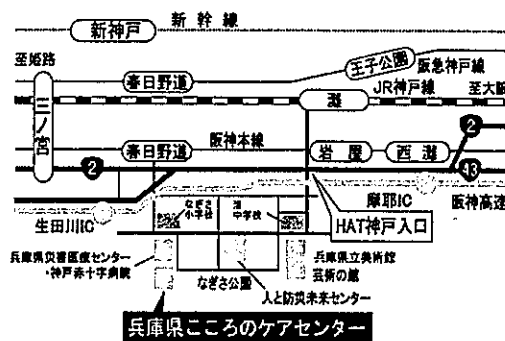 新幹線
新神戸
至姫路
王子公園
阪急神戸線
春日野道
JR神戸線
至大阪
灘
三ノ宮
阪神本線
2
春日野道
岩屋
西灘
2
43
摩耶IC
阪神高速
生田川IC
なぎさ
小学校
中学校
HAT神戸入口
兵庫県災害医療センター
・神戸赤十字病院
兵庫県立美術館
芸術の館
なぎさ公園
人と防災未来センター
兵庫県こころのケアセンター